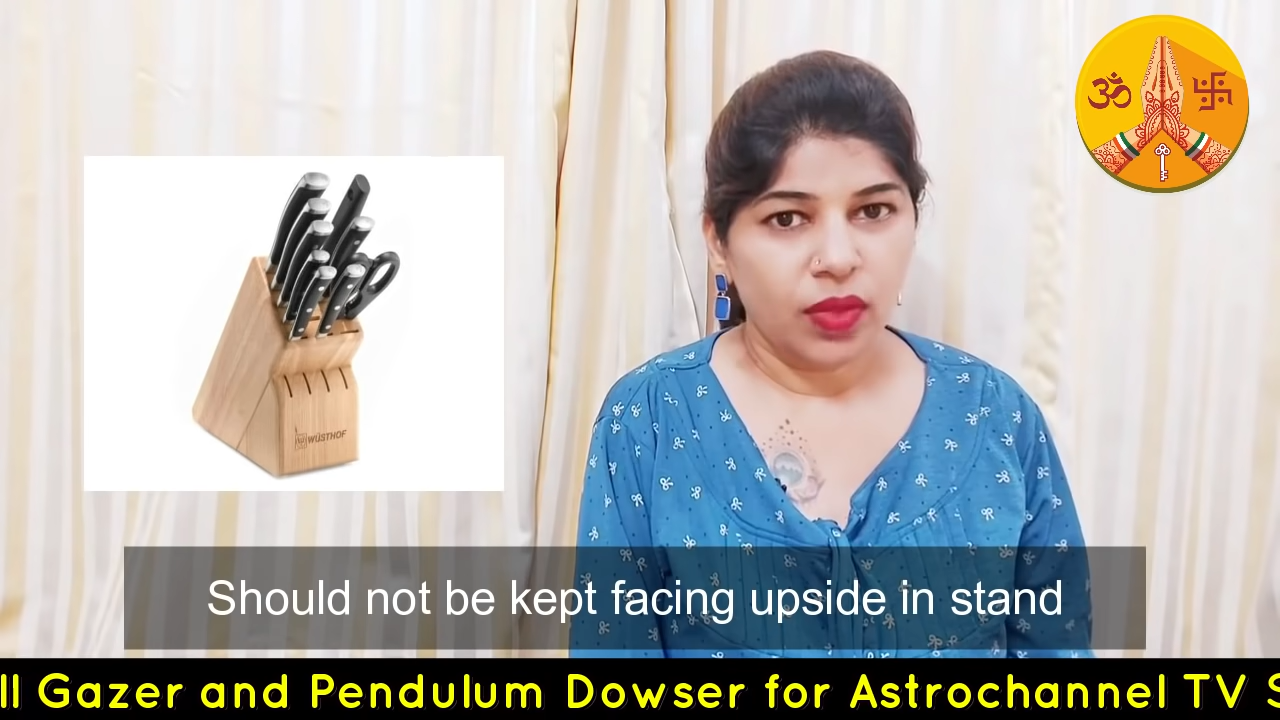 ॐ
WÜSTHOF
Should not be kept facing upside in stand
ll Gazer and Pendulum Dowser for Astrochannel TV S